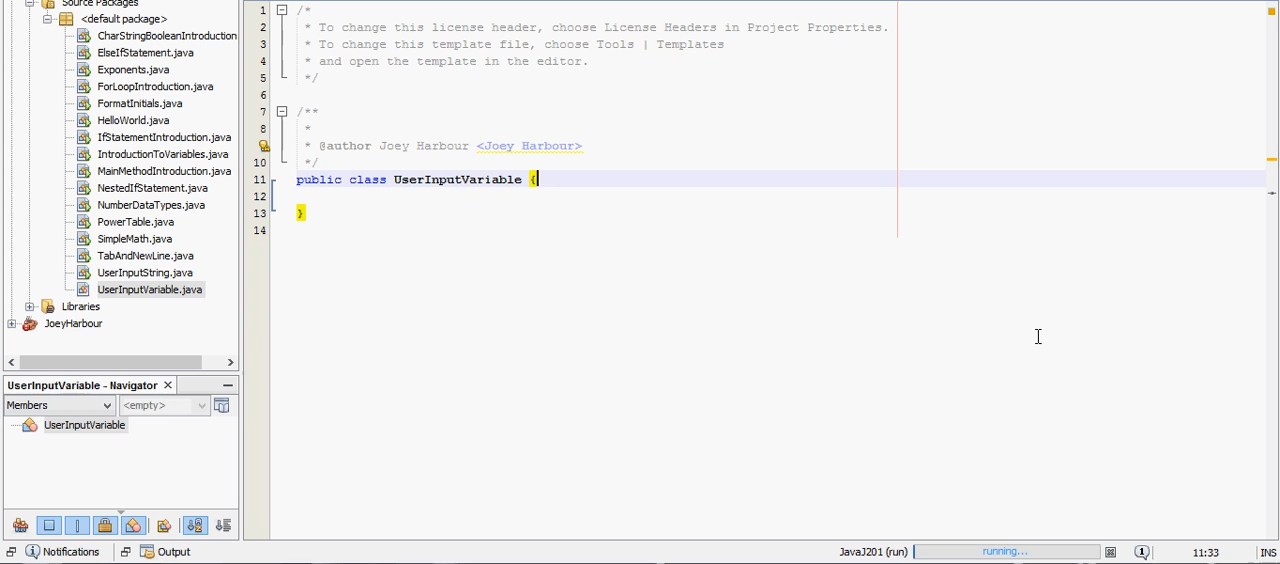 Source Packages
<default package>
CharStringBooleanIntroduction
ElseIfStatement.java
Exponents.java
ForLoopIntroduction.java
FormatInitials.java
HelloWorld.java
IfStatementIntroduction.java
IntroductionToVariables.java
MainMethodIntroduction.java
NestedIfStatement.java
NumberDataTypes.java
PowerTable.java
SimpleMath.java
TabAndNewLine.java
UserInputString.java
UserInputVariable.java
Libraries
JoeyHarbour
UserInputVariable - Navigator
Members
<empty>
UserInputVariable
1 /*
2 * To change this license header, choose License Headers in Project Properties.
3 * To change this template file, choose Tools | Templates
4 * and open the template in the editor.
5 */
6
7 /**
8 *
* @author Joey Harbour <Joey Harbour>
10 */
11 public class UserInputVariable {
12
13 }
14
Notifications
Output
JavaJ201 (run)
running...
1
11:33
INS